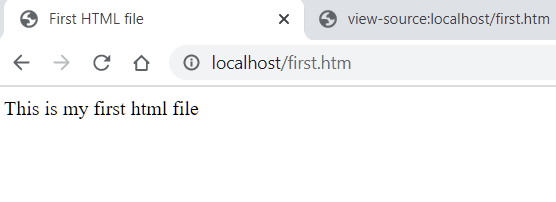 First HTML file
view-source:localhost/first.htm
localhost/first.htm
This is my first html file